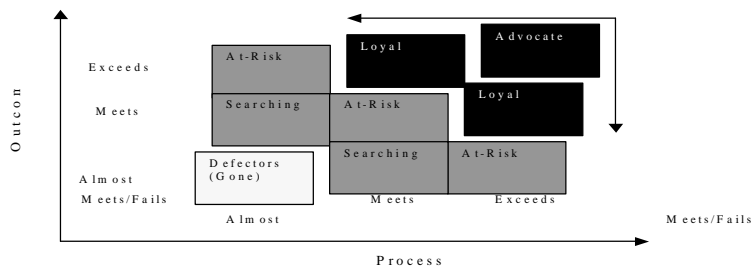 Advocate
Loyal
At-Risk
Exceeds
Loyal
Searching
At-Risk
Meets
Outcon
Searching
At-Risk
Defectors
(Gone)
Almost
Meets/Fails
Meets
Exceeds
Almost
Meets/Fails
Process